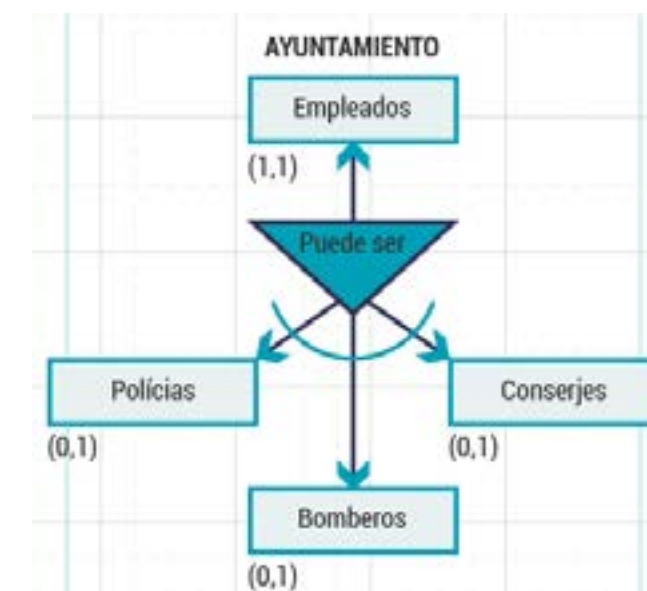 AYUNTAMIENTO
Empleados
(1,1)
Puede ser
Polícias
Conserjes
(0,1)
(0,1)
Bomberos
(0,1)